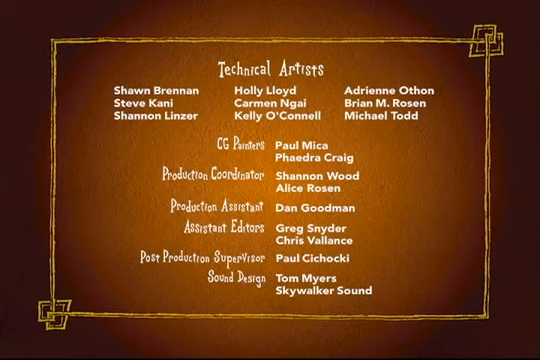 Technical Artists
Shawn Brennan Holly Lloyd Adrienne Othon
Steve Kani Carmen Ngai Brian M. Rosen
Shannon Linzer Kelly O'Connell Michael Todd
CG Painters Paul Mica
Phaedra Craig
Production Coordinator Shannon Wood
Alice Rosen
Production Assistant Dan Goodman
Assistant Editors Greg Snyder
Chris Vallance
Post Production Supervisor Paul Cichocki
Sound Design Tom Myers
Skywalker Sound